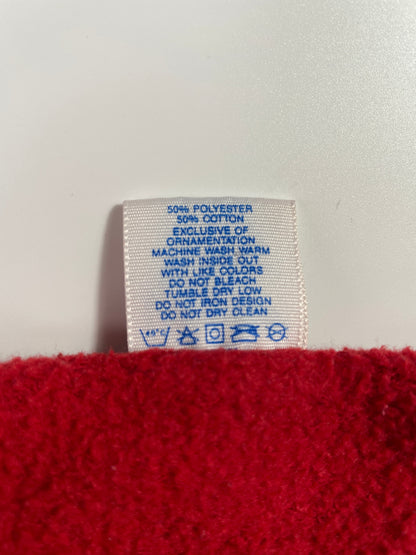 50% POLYESTER
50% COTTON
EXCLUSIVE OF
ORNAMENTATION
MACHINE WASH WARM
WASH INSIDE OUT
WITH LIKE COLORS
DO NOT BLEACH
TUMBLE DRY LOW
DO NOT IRON DESIGN
DO NOT DRY CLEAN
40°C